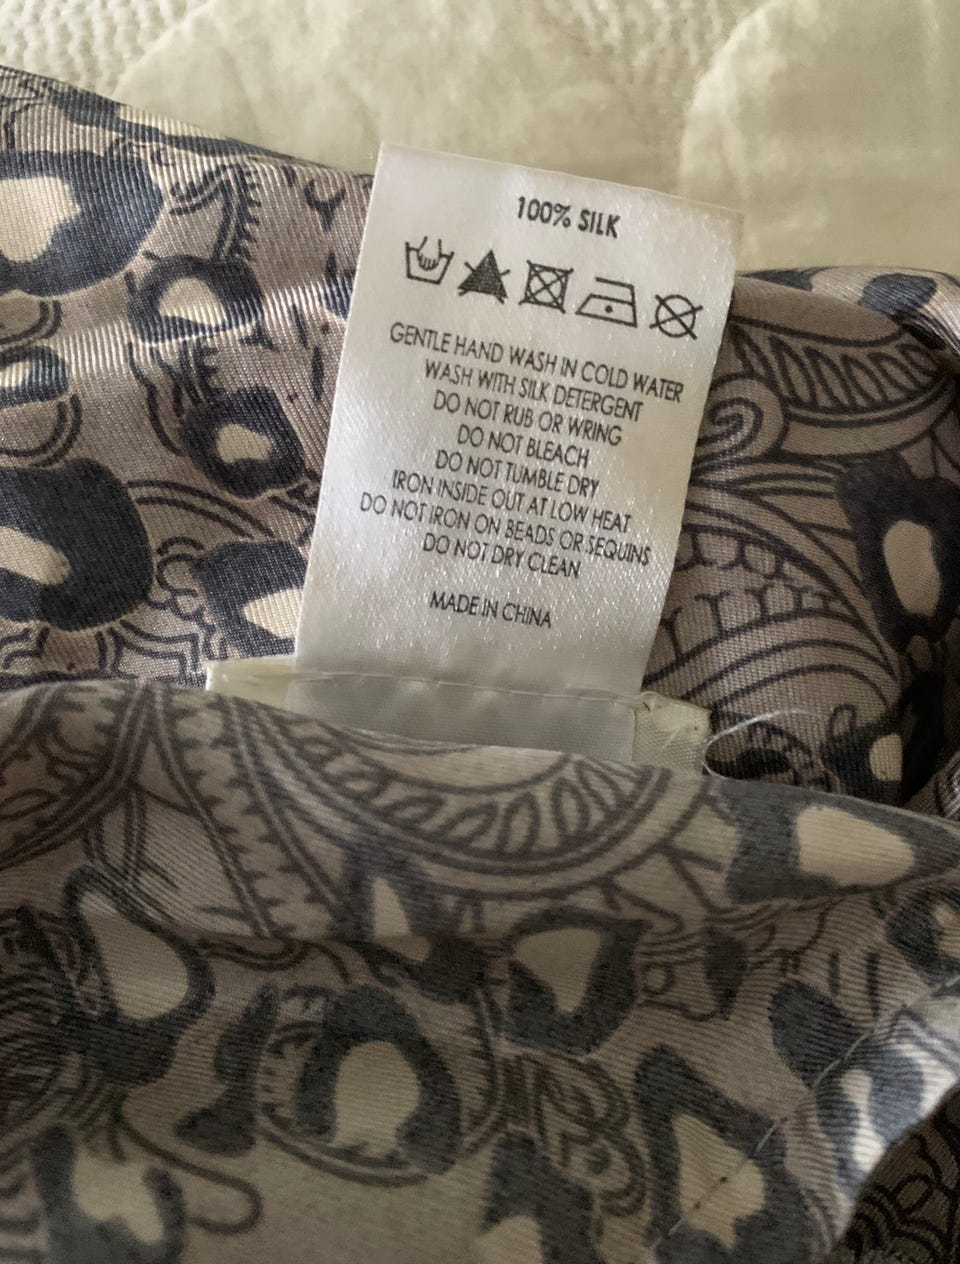 100% SILK
GENTLE HAND WASH IN COLD WATER
WASH WITH SILK DETERGENT
DO NOT RUB OR WRING
DO NOT BLEACH
DO NOT TUMBLE DRY
IRON INSIDE OUT AT LOW HEAT
DO NOT IRON ON BEADS OR SEQUINS
DO NOT DRY CLEAN
MADE IN CHINA